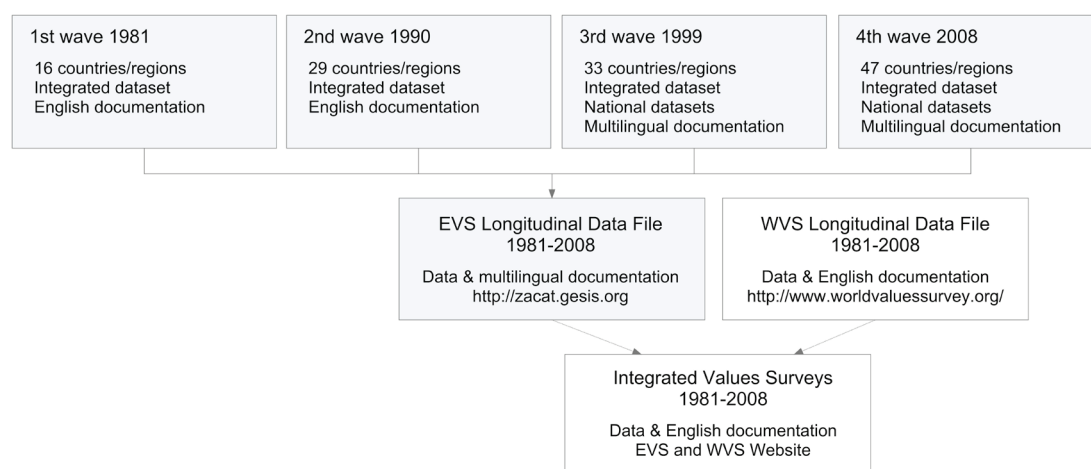 1st wave 1981
16 countries/regions
Integrated dataset
English documentation
2nd wave 1990
29 countries/regions
Integrated dataset
English documentation
3rd wave 1999
33 countries/regions
Integrated dataset
National datasets
Multilingual documentation
4th wave 2008
47 countries/regions
Integrated dataset
National datasets
Multilingual documentation
EVS Longitudinal Data File
1981-2008
Data & multilingual documentation
http://zacat.gesis.org
WVS Longitudinal Data File
1981-2008
Data & English documentation
http://www.worldvaluessurvey.org/
Integrated Values Surveys
1981-2008
Data & English documentation
EVS and WVS Website